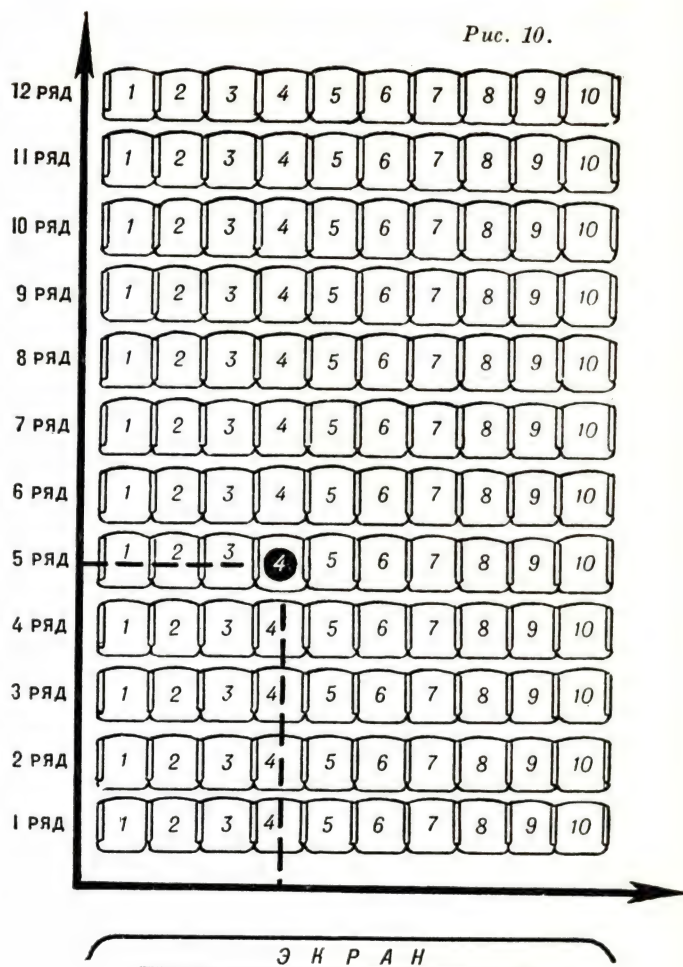 Рис. 10.
12 РЯД 1 2 3 4 5 6 7 8 9 10
11 РЯД 1 2 3 4 5 6 7 8 9 10
10 РЯД 1 2 3 4 5 6 7 8 9 10
9 РЯД 1 2 3 4 5 6 7 8 9 10
8 РЯД 1 2 3 4 5 6 7 8 9 10
7 РЯД 1 2 3 4 5 6 7 8 9 10
6 РЯД 1 2 3 4 5 6 7 8 9 10
5 РЯД 1 2 3 4 5 6 7 8 9 10
4 РЯД 1 2 3 4 5 6 7 8 9 10
3 РЯД 1 2 3 4 5 6 7 8 9 10
2 РЯД 1 2 3 4 5 6 7 8 9 10
1 РЯД 1 2 3 4 5 6 7 8 9 10
ЭКРАН